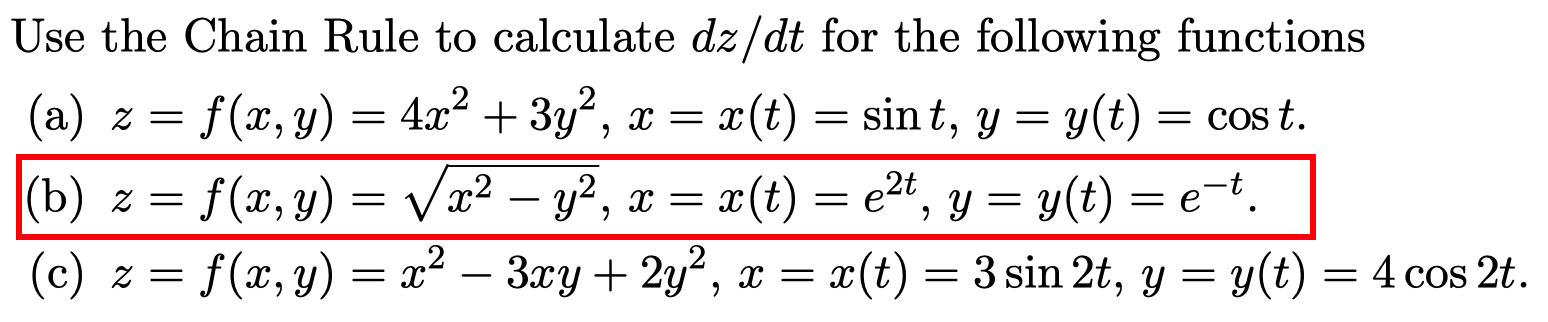 Use the Chain Rule to calculate dz/dt for the following functions
(a) z = f(x, y) = 4x² + 3y², x = x(t) = sin t, y = y(t) = cos t.
(b) z = f(x, y) = √(x² − y²), x = x(t) = e²ᵗ, y = y(t) = e⁻ᵗ.
(c) z = f(x, y) = x² − 3xy + 2y², x = x(t) = 3 sin 2t, y = y(t) = 4 cos 2t.